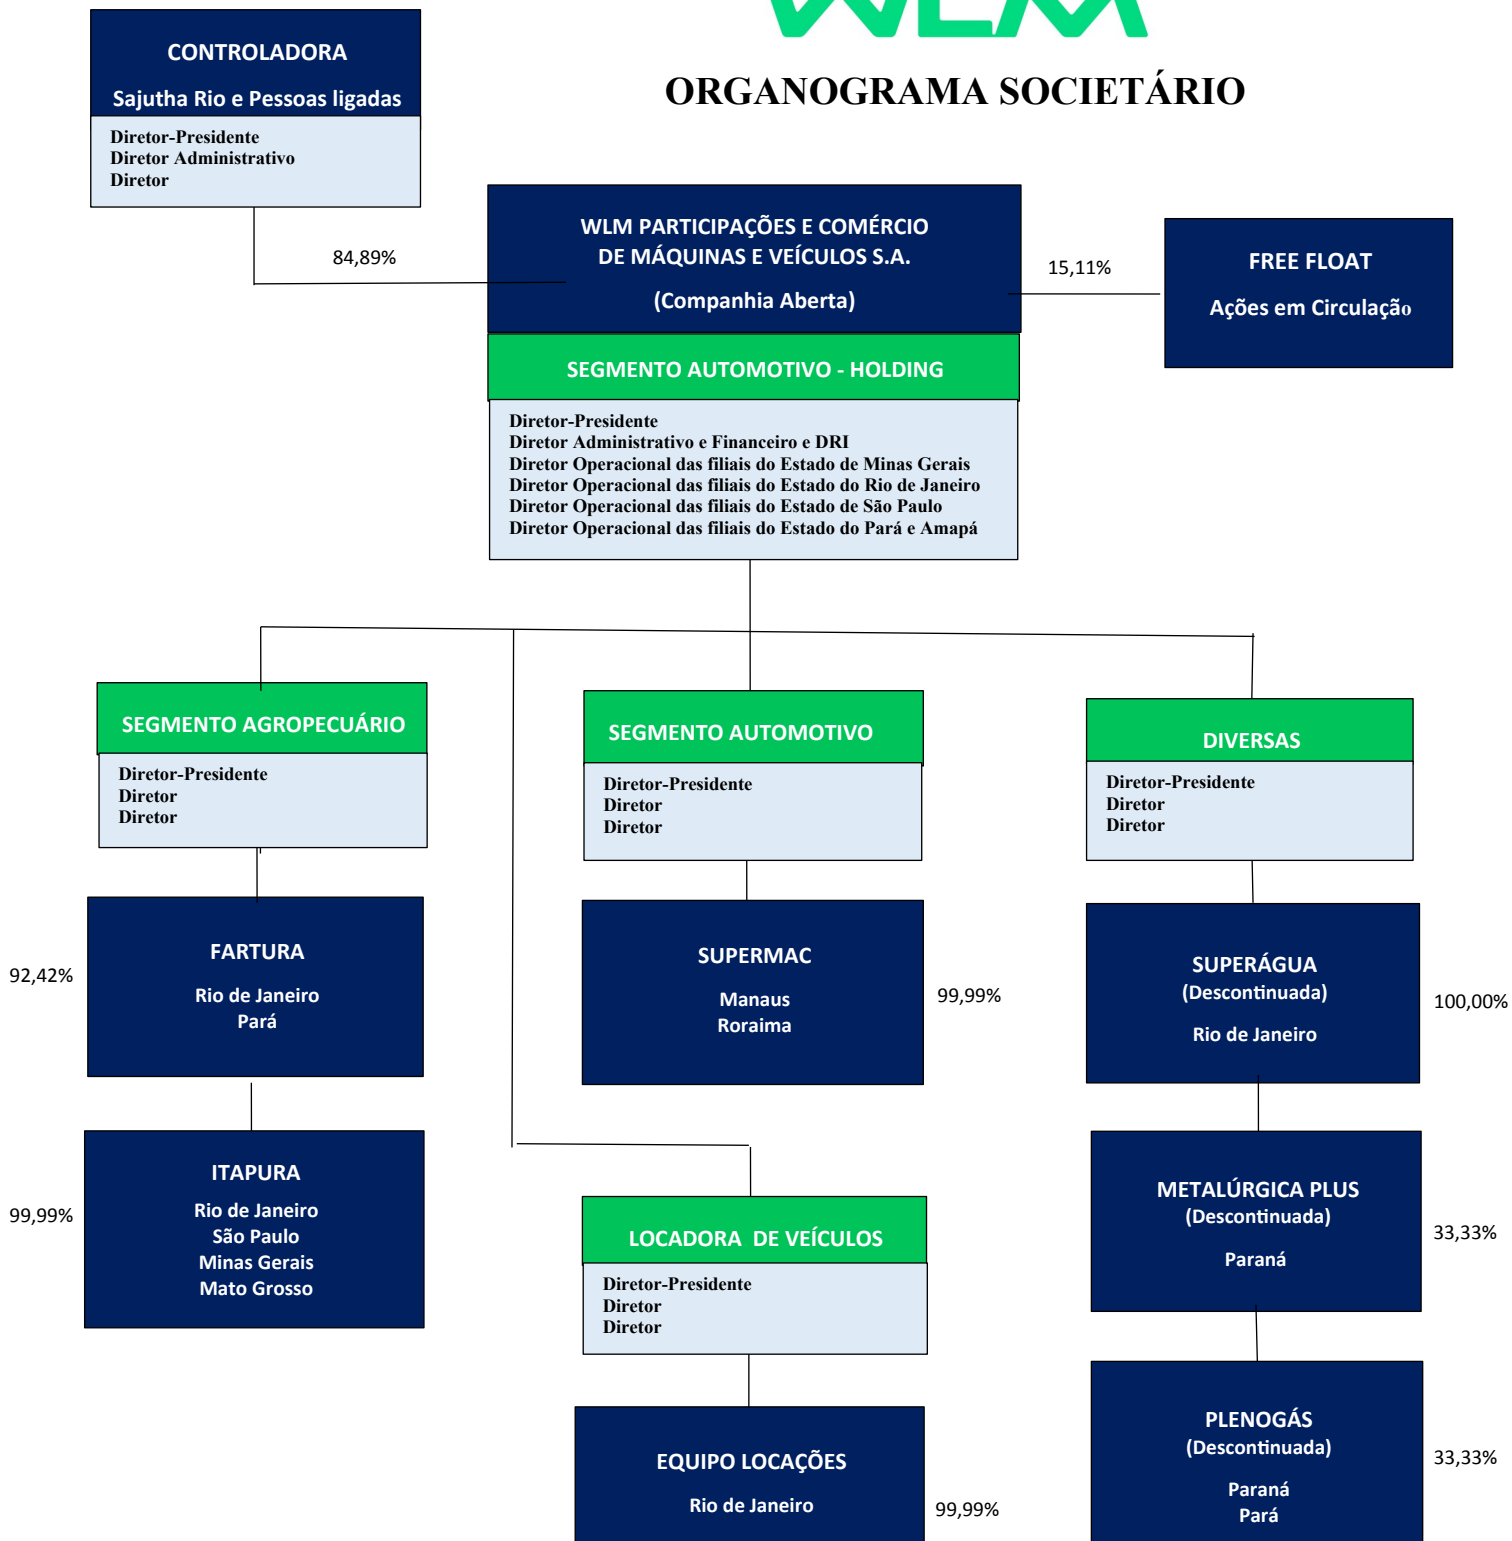 WLM
ORGANOGRAMA SOCIETÁRIO
CONTROLADORA
Sajutha Rio e Pessoas ligadas
Diretor-Presidente
Diretor Administrativo
Diretor
84,89%
WLM PARTICIPAÇÕES E COMÉRCIO
DE MÁQUINAS E VEÍCULOS S.A.
(Companhia Aberta)
15,11%
FREE FLOAT
Ações em Circulação
SEGMENTO AUTOMOTIVO - HOLDING
Diretor-Presidente
Diretor Administrativo e Financeiro e DRI
Diretor Operacional das filiais do Estado de Minas Gerais
Diretor Operacional das filiais do Estado do Rio de Janeiro
Diretor Operacional das filiais do Estado de São Paulo
Diretor Operacional das filiais do Estado do Pará e Amapá
SEGMENTO AGROPECUÁRIO
Diretor-Presidente
Diretor
Diretor
FARTURA
Rio de Janeiro
Pará
92,42%
ITAPURA
Rio de Janeiro
São Paulo
Minas Gerais
Mato Grosso
99,99%
SEGMENTO AUTOMOTIVO
Diretor-Presidente
Diretor
Diretor
SUPERMAC
Manaus
Roraima
99,99%
LOCADORA DE VEÍCULOS
Diretor-Presidente
Diretor
Diretor
EQUIPO LOCAÇÕES
Rio de Janeiro
99,99%
DIVERSAS
Diretor-Presidente
Diretor
Diretor
SUPERÁGUA
(Descontinuada)
Rio de Janeiro
100,00%
METALÚRGICA PLUS
(Descontinuada)
Paraná
33,33%
PLENOGÁS
(Descontinuada)
Paraná
Pará
33,33%